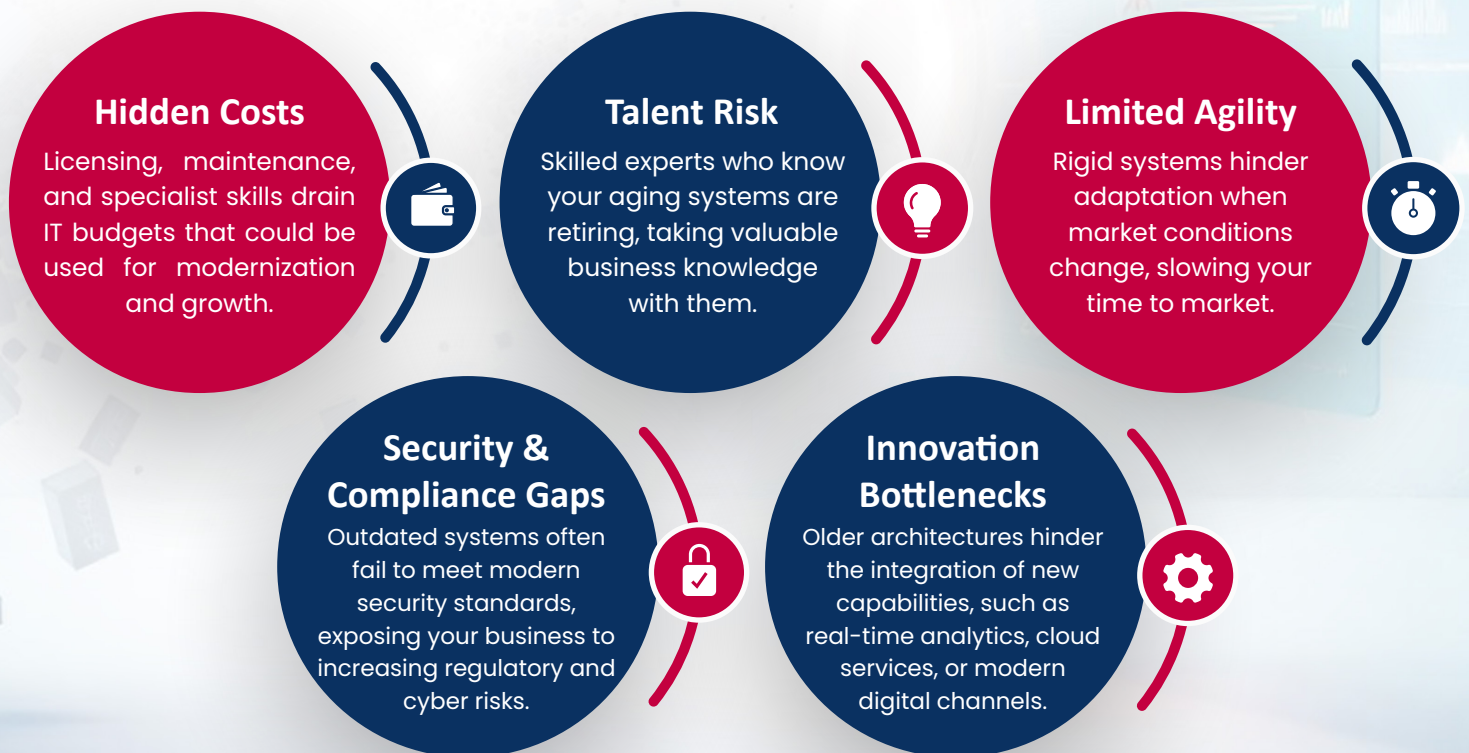 Hidden Costs
Licensing, maintenance,
and specialist skills drain
IT budgets that could be
used for modernization
and growth.
Talent Risk
Skilled experts who know
your aging systems are
retiring, taking valuable
business knowledge
with them.
Limited Agility
Rigid systems hinder
adaptation when
market conditions
change, slowing your
time to market.
Security &
Compliance Gaps
Outdated systems often
fail to meet modern
security standards,
exposing your business to
increasing regulatory and
cyber risks.
Innovation
Bottlenecks
Older architectures hinder
the integration of new
capabilities, such as
real-time analytics, cloud
services, or modern
digital channels.